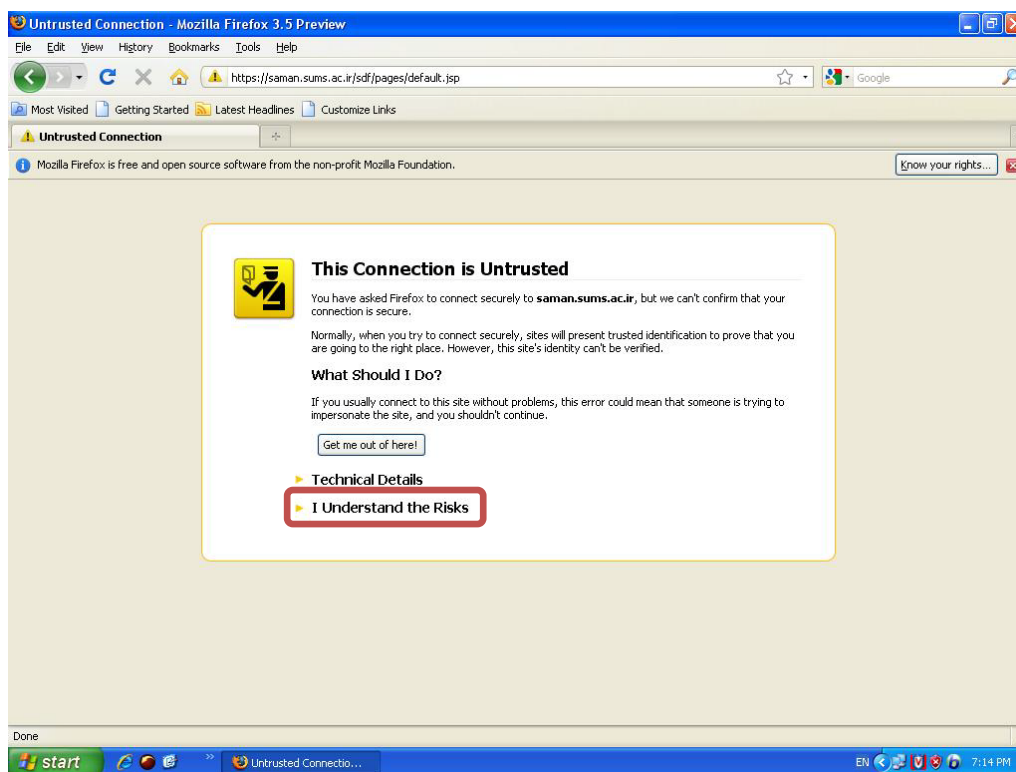 Untrusted Connection - Mozilla Firefox 3.5 Preview
File Edit View History Bookmarks Tools Help
https://saman.sums.ac.ir/sdf/pages/default.jsp
Google
Most Visited Getting Started Latest Headlines Customize Links
Untrusted Connection
Mozilla Firefox is free and open source software from the non-profit Mozilla Foundation.
Know your rights...
This Connection is Untrusted
You have asked Firefox to connect securely to saman.sums.ac.ir, but we can't confirm that your
connection is secure.
Normally, when you try to connect securely, sites will present trusted identification to prove that you
are going to the right place. However, this site's identity can't be verified.
What Should I Do?
If you usually connect to this site without problems, this error could mean that someone is trying to
impersonate the site, and you shouldn't continue.
Get me out of here!
Technical Details
I Understand the Risks
Done
start
Untrusted Connectio...
EN
7:14 PM